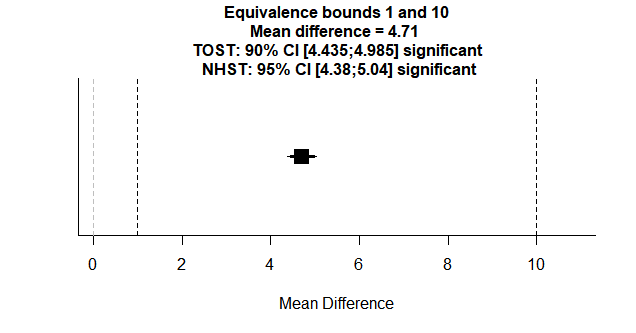 Equivalence bounds 1 and 10
Mean difference = 4.71
TOST: 90% CI [4.435;4.985] significant
NHST: 95% CI [4.38;5.04] significant
0 2 4 6 8 10
Mean Difference